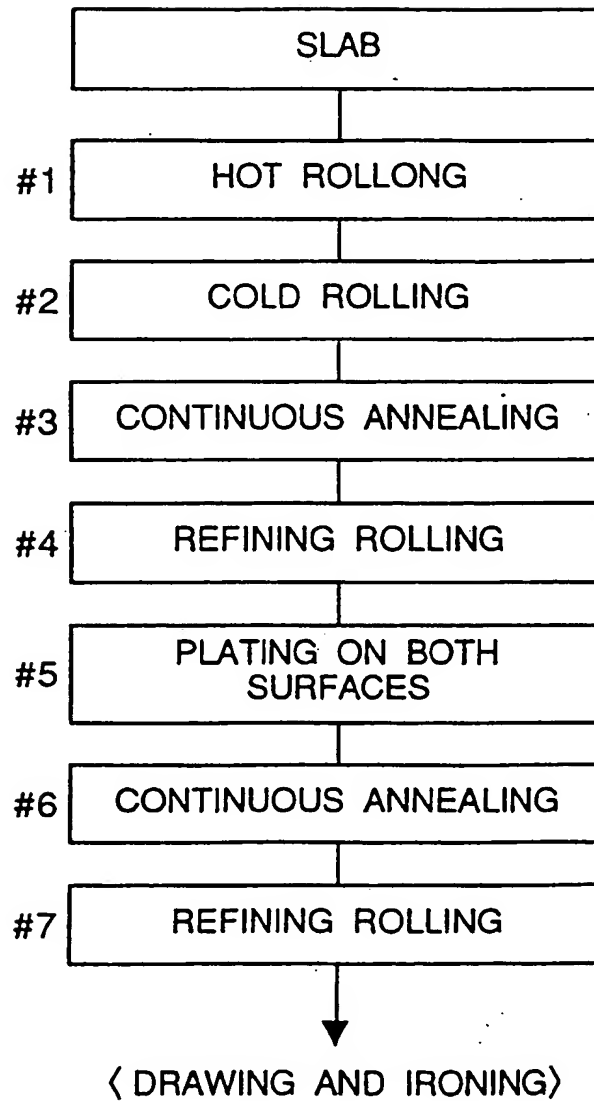 SLAB
#1 HOT ROLLONG
#2 COLD ROLLING
#3 CONTINUOUS ANNEALING
#4 REFINING ROLLING
#5 PLATING ON BOTH
SURFACES
#6 CONTINUOUS ANNEALING
#7 REFINING ROLLING
〈 DRAWING AND IRONING〉